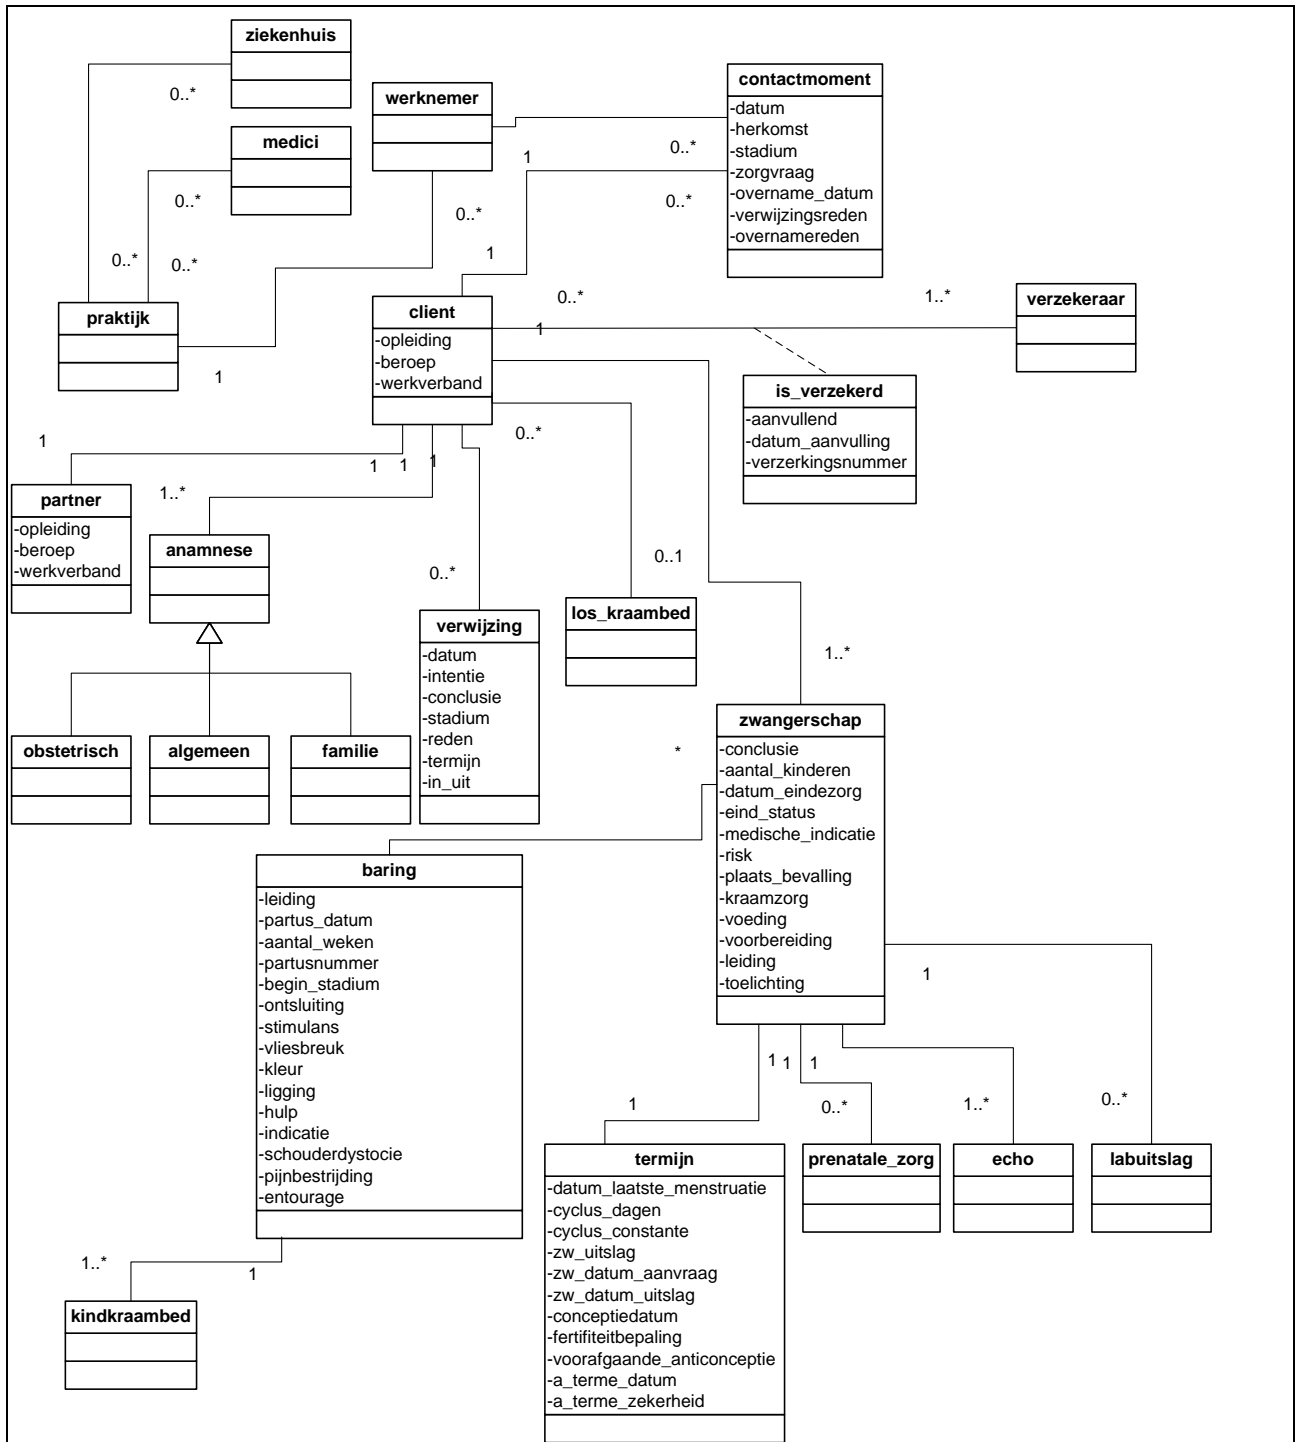 ziekenhuis
0..*
medici
0..*
0..*
0..*
praktijk
1
werknemer
0..*
1
contactmoment
-datum
-herkomst
-stadium
-zorgvraag
-overname_datum
-verwijzingsreden
-overnamereden
0..*
0..*
1
client
-opleiding
-beroep
-werkverband
0..*
1..*
1
verzekeraar
is_verzekerd
-aanvullend
-datum_aanvulling
-verzerkingsnummer
0..*
1
1
1
1
partner
-opleiding
-beroep
-werkverband
1..*
anamnese
obstetrisch
algemeen
familie
0..*
verwijzing
-datum
-intentie
-conclusie
-stadium
-reden
-termijn
-in_uit
0..1
los_kraambed
1..*
zwangerschap
-conclusie
-aantal_kinderen
-datum_eindezorg
-eind_status
-medische_indicatie
-risk
-plaats_bevalling
-kraamzorg
-voeding
-voorbereiding
-leiding
-toelichting
*
baring
-leiding
-partus_datum
-aantal_weken
-partusnummer
-begin_stadium
-ontsluiting
-stimulans
-vliesbreuk
-kleur
-ligging
-hulp
-indicatie
-schouderdystocie
-pijnbestrijding
-entourage
1..*
1
kindkraambed
1
1
1
1
1
0..*
1..*
0..*
termijn
-datum_laatste_menstruatie
-cyclus_dagen
-cyclus_constante
-zw_uitslag
-zw_datum_aanvraag
-zw_datum_uitslag
-conceptiedatum
-fertifiteitbepaling
-voorafgaande_anticonceptie
-a_terme_datum
-a_terme_zekerheid
prenatale_zorg
echo
labuitslag